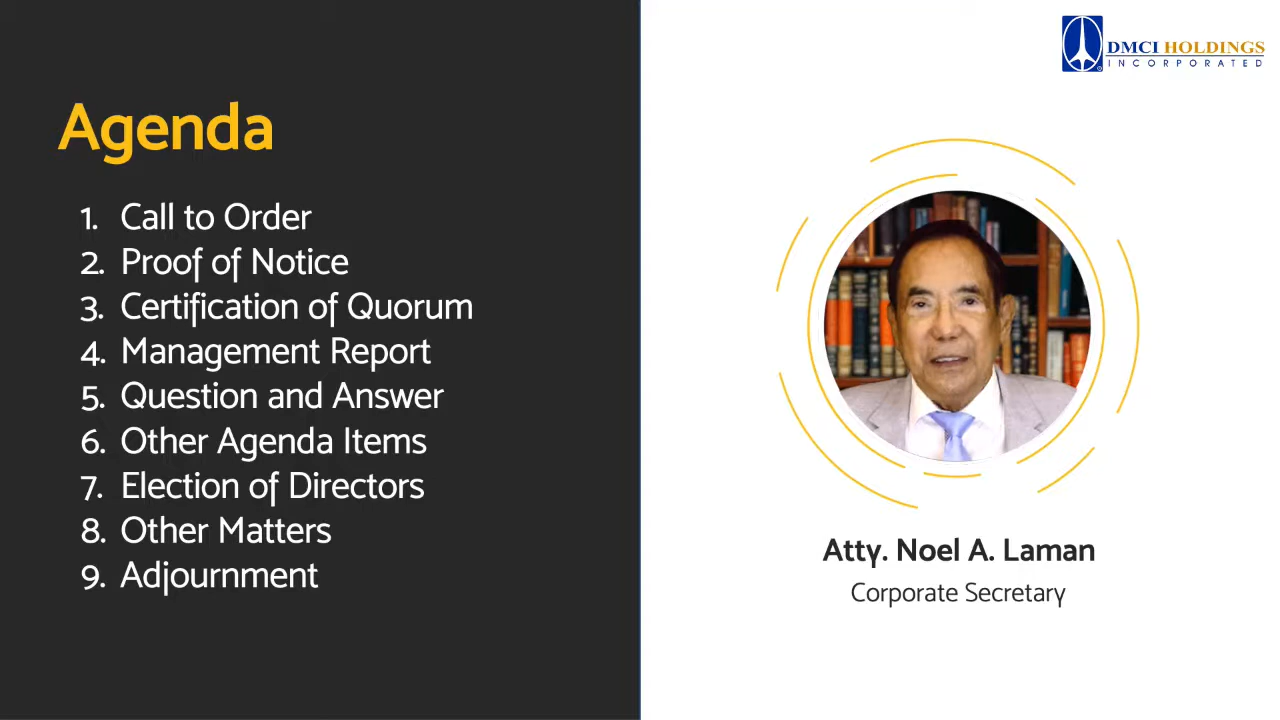 Agenda
1. Call to Order
2. Proof of Notice
3. Certification of Quorum
4. Management Report
5. Question and Answer
6. Other Agenda Items
7. Election of Directors
8. Other Matters
9. Adjournment
DMCI HOLDINGS
INCORPORATED
Atty. Noel A. Laman
Corporate Secretary